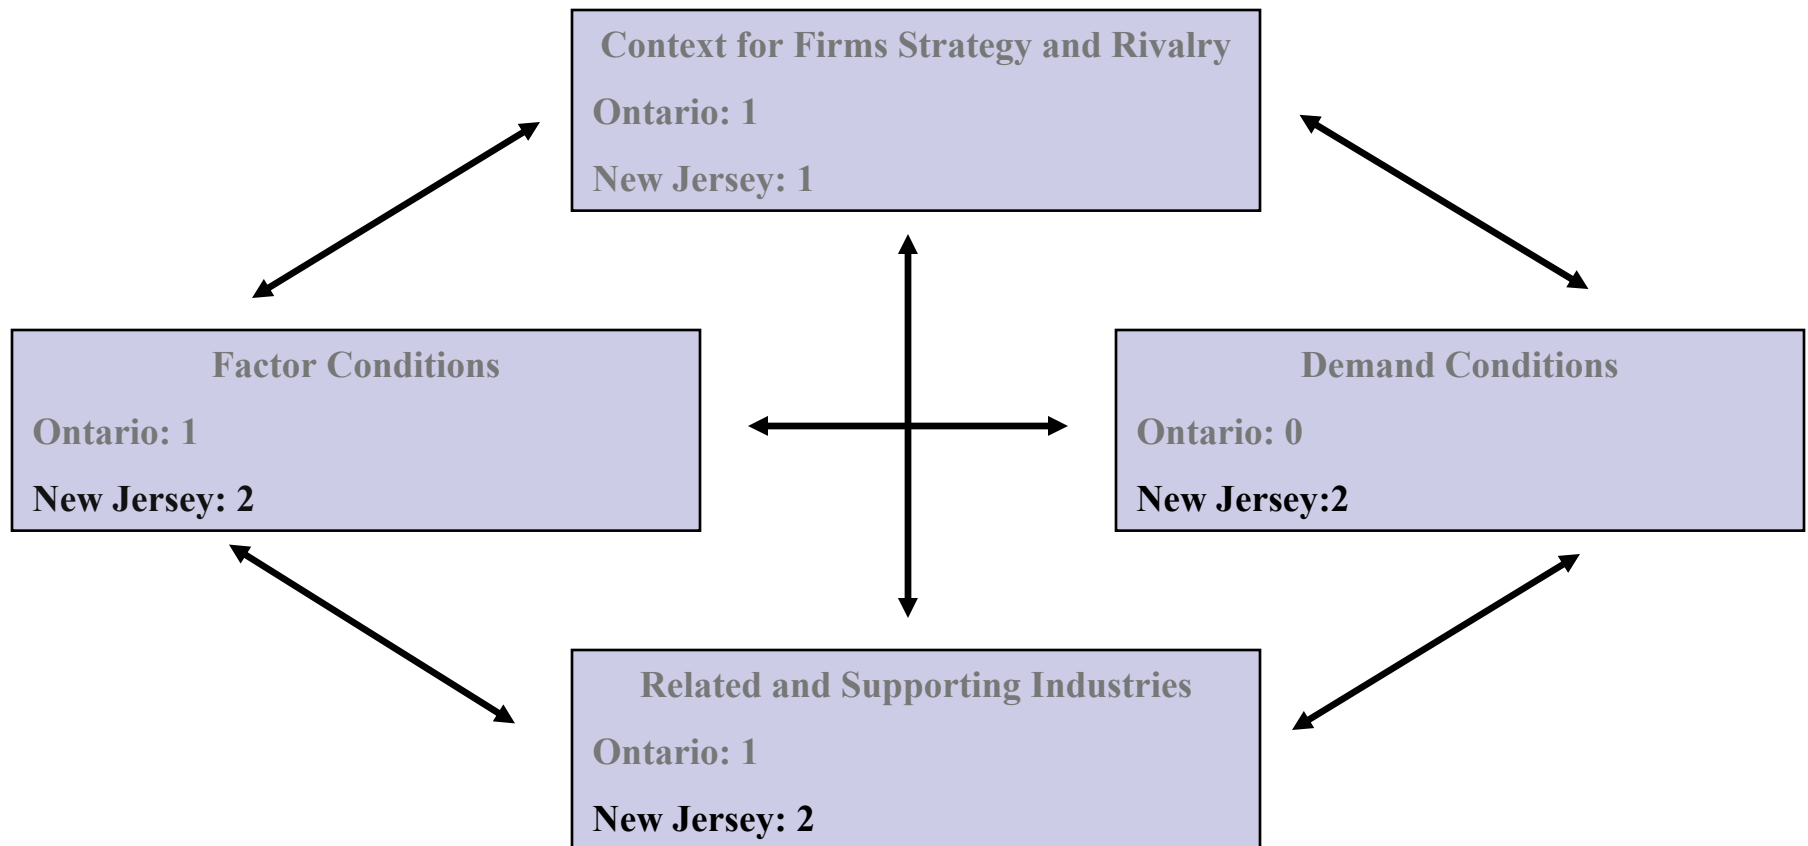 Context for Firms Strategy and Rivalry
Ontario: 1
New Jersey: 1
Factor Conditions
Ontario: 1
New Jersey: 2
Demand Conditions
Ontario: 0
New Jersey:2
Related and Supporting Industries
Ontario: 1
New Jersey: 2